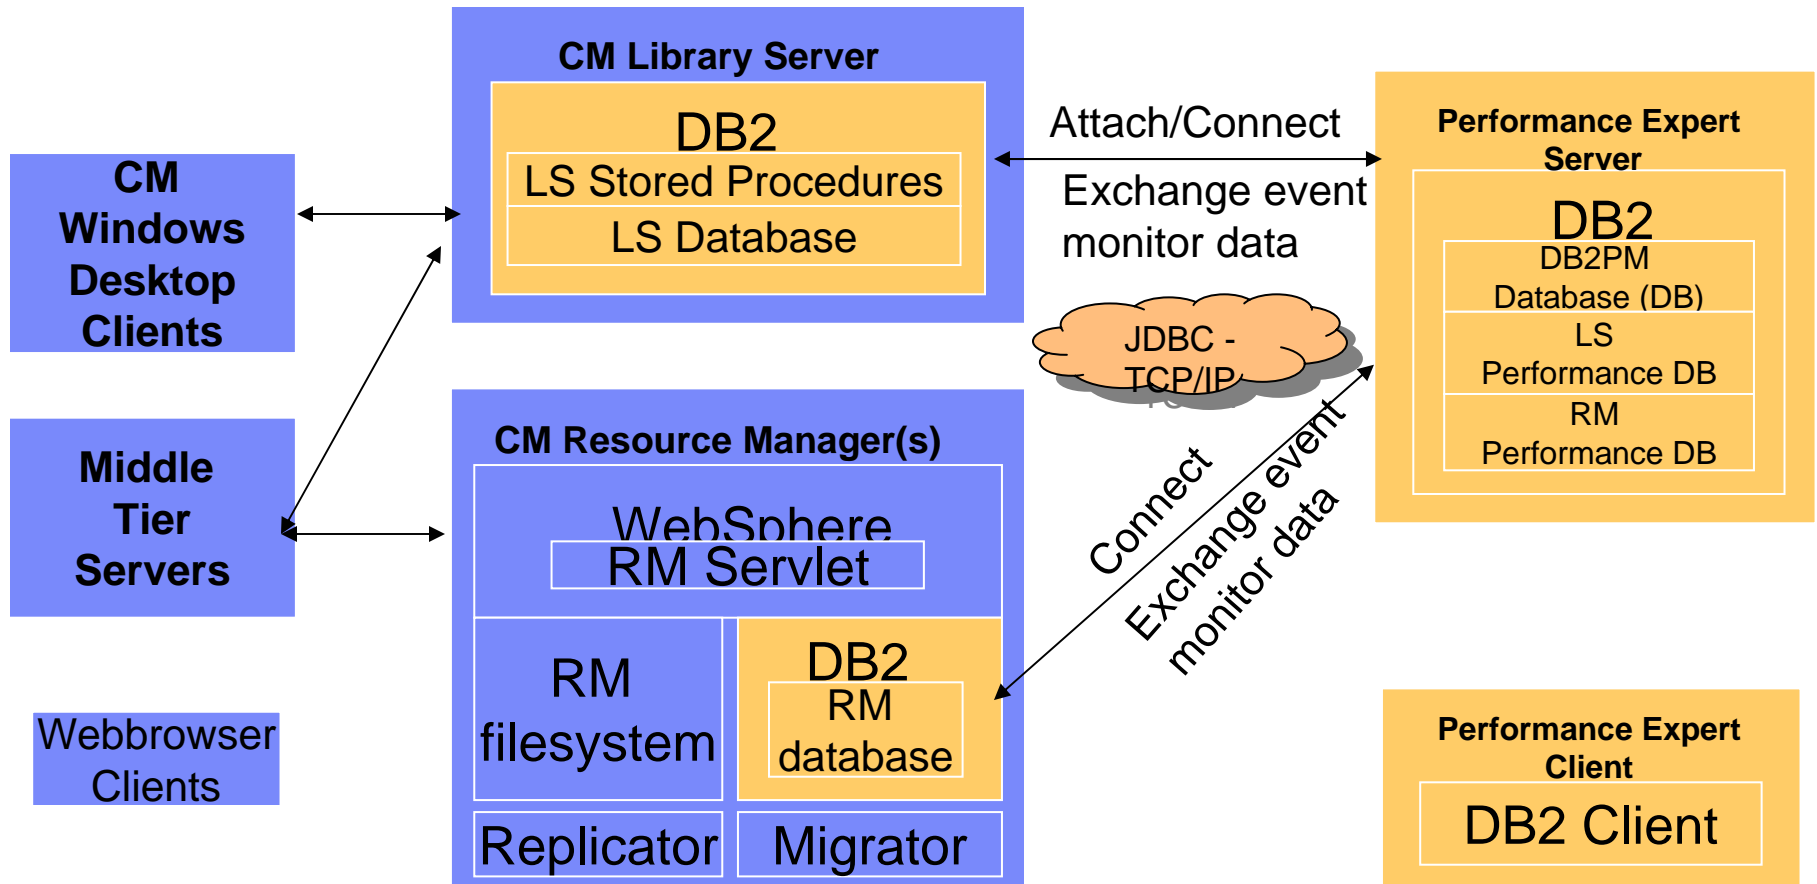 CM
Windows
Desktop
Clients
Middle
Tier
Servers
Webbrowser
Clients
CM Library Server
DB2
LS Stored Procedures
LS Database
CM Resource Manager(s)
WebSphere
RM Servlet
RM
filesystem
DB2
RM
database
Replicator
Migrator
Attach/Connect
Exchange event
monitor data
JDBC -
TCP/IP
Connect
Exchange event
monitor data
Performance Expert
Server
DB2
DB2PM
Database (DB)
LS
Performance DB
RM
Performance DB
Performance Expert
Client
DB2 Client